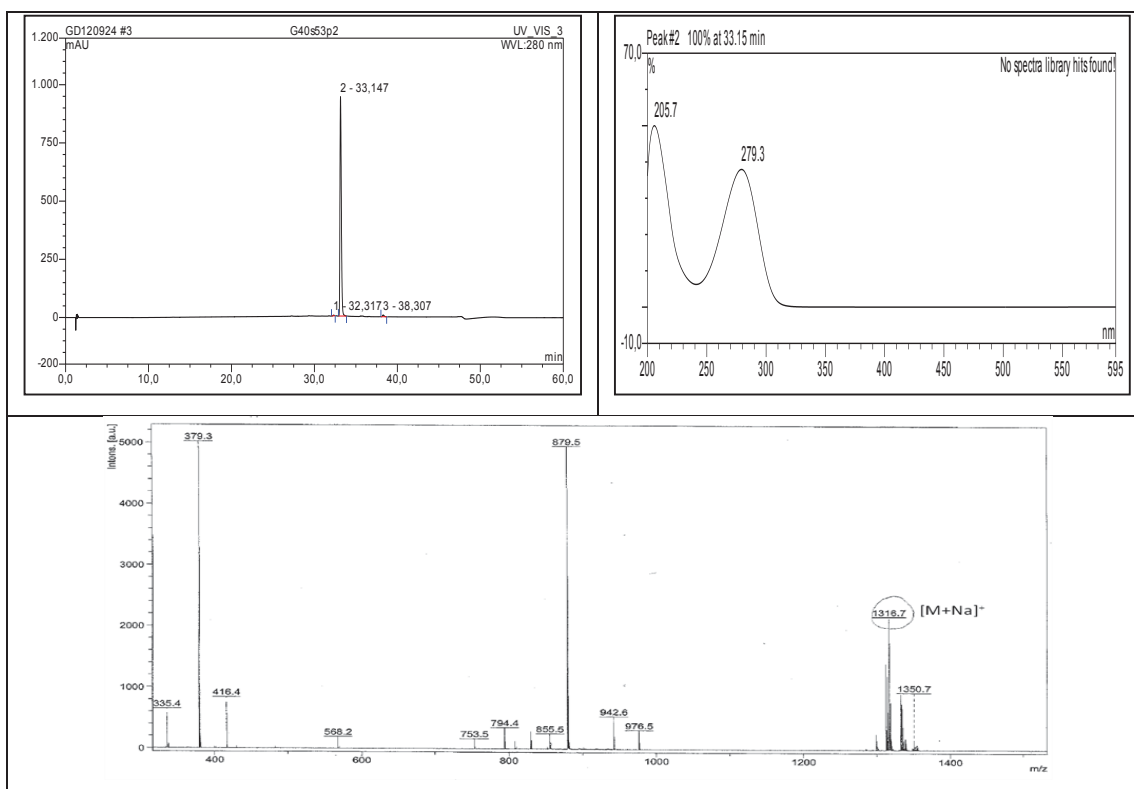 GD120924 #3 G40s53p2 UV_VIS_3
1.200
mAU
WVL:280 nm
1.000
750
500
250
0
-200
2 - 33,147
1 - 32,317
3 - 38,307
min
0,0 10,0 20,0 30,0 40,0 50,0 60,0
Peak#2 100% at 33.15 min
70,0
%
No spectra library hits found!
205.7
279.3
-10,0
nm
200 250 300 350 400 450 500 550 595
Intens. [a.u.]
5000
4000
3000
2000
1000
0
379.3
879.5
1316.7
[M+Na]+
335.4
416.4
568.2
753.5
794.4
855.5
942.6
976.5
1350.7
400 600 800 1000 1200 1400
m/z